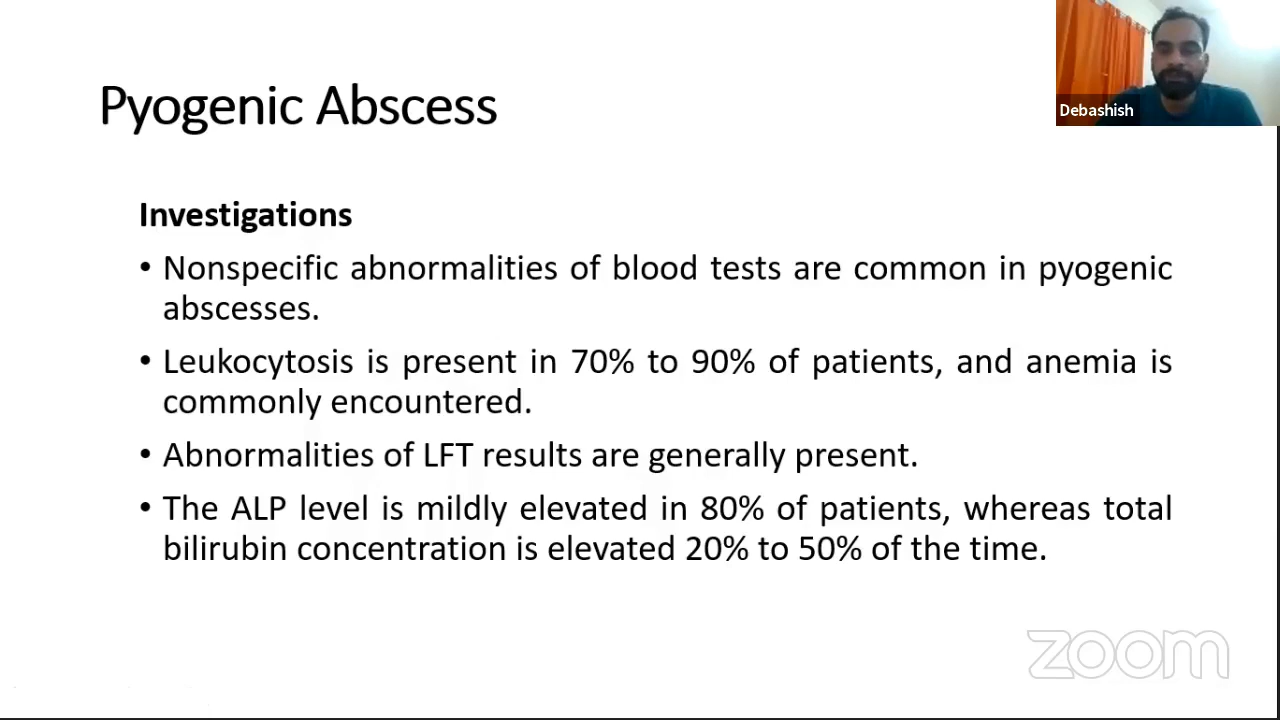 Pyogenic Abscess
Debashish
Investigations
• Nonspecific abnormalities of blood tests are common in pyogenic
abscesses.
• Leukocytosis is present in 70% to 90% of patients, and anemia is
commonly encountered.
• Abnormalities of LFT results are generally present.
• The ALP level is mildly elevated in 80% of patients, whereas total
bilirubin concentration is elevated 20% to 50% of the time.
zoom